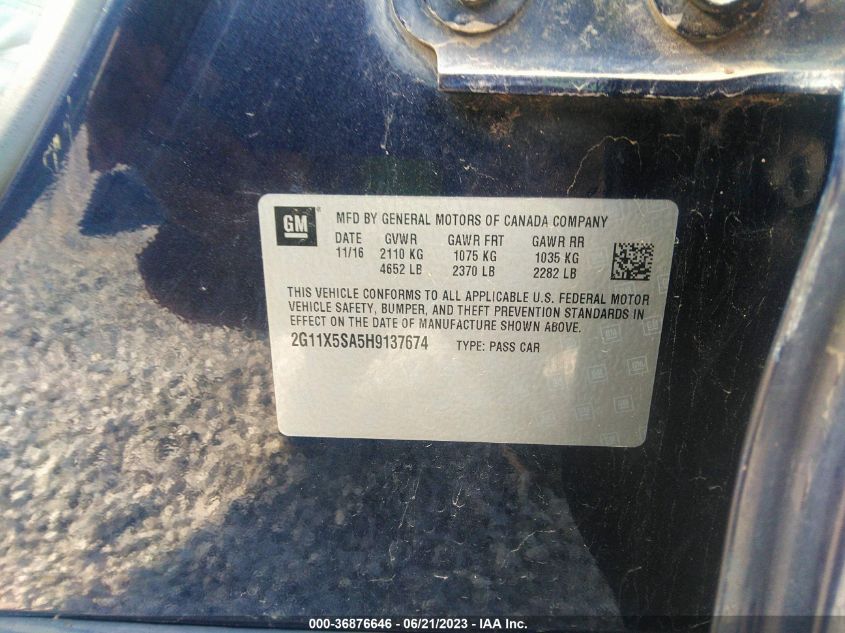 GM
MFD BY GENERAL MOTORS OF CANADA COMPANY
DATE GVWR GAWR FRT GAWR RR
11/16 2110 KG 1075 KG 1035 KG
4652 LB 2370 LB 2282 LB
THIS VEHICLE CONFORMS TO ALL APPLICABLE U.S. FEDERAL MOTOR
VEHICLE SAFETY, BUMPER, AND THEFT PREVENTION STANDARDS IN
EFFECT ON THE DATE OF MANUFACTURE SHOWN ABOVE.
2G11X5SA5H9137674 TYPE: PASS CAR
000-36876646 - 06/21/2023 - IAA Inc.